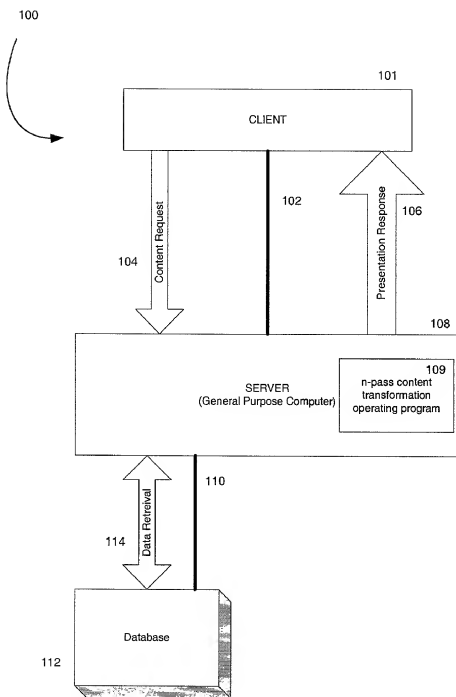 100
101
CLIENT
102
106
104
Content Request
Presentation Response
108
109
SERVER
(General Purpose Computer)
n-pass content
transformation
operating program
110
114
Data Retreival
Database
112